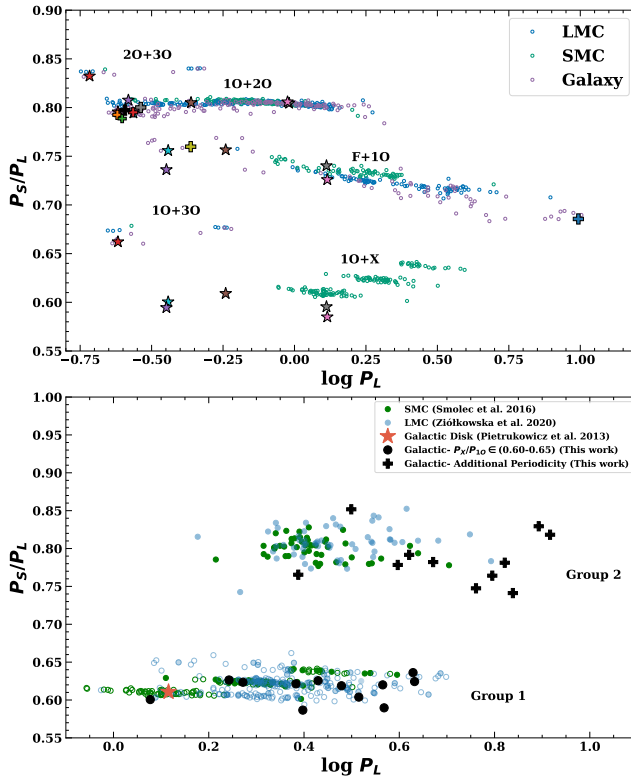 0.90
0.85
0.80
0.75
0.70
0.65
0.60
0.55
P_S/P_L
2O+3O
1O+2O
F+1O
1O+3O
1O+X
LMC
SMC
Galaxy
−0.75 −0.50 −0.25 0.00 0.25 0.50 0.75 1.00
log P_L
1.00
0.95
0.90
0.85
0.80
0.75
0.70
0.65
0.60
0.55
P_S/P_L
SMC (Smolec et al. 2016)
LMC (Ziółkowska et al. 2020)
Galactic Disk (Pietrukowicz et al. 2013)
Galactic- P_X/P_1O ∈ (0.60-0.65) (This work)
Galactic- Additional Periodicity (This work)
Group 2
Group 1
0.0 0.2 0.4 0.6 0.8 1.0
log P_L